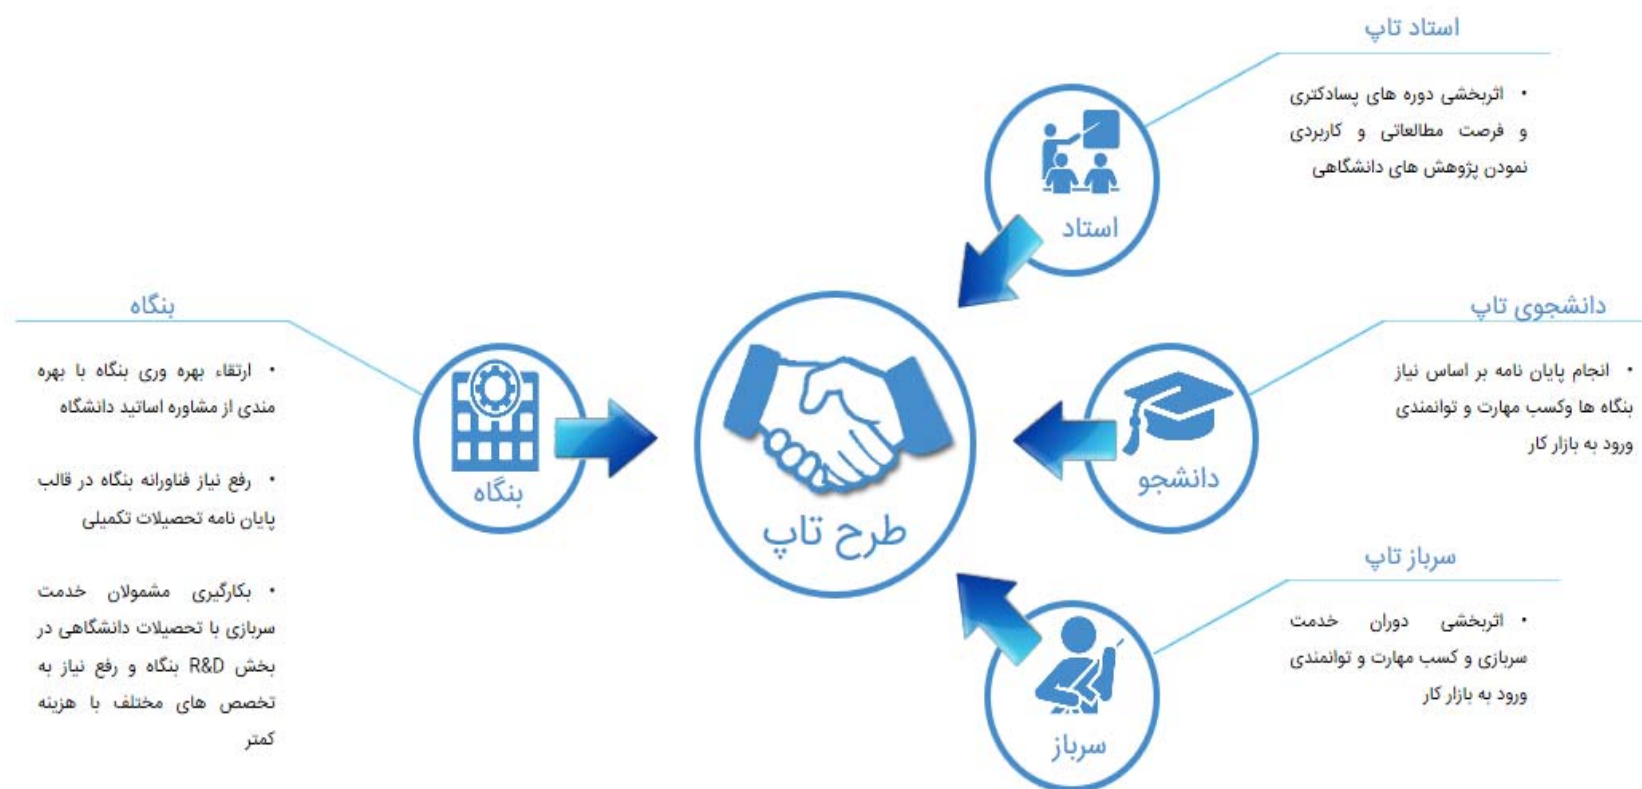 استاد تاپ
• اثربخشی دوره های پسادکتری
و فرصت مطالعاتی و کاربردی
نمودن پژوهش های دانشگاهی
استاد
دانشجوی تاپ
• انجام پایان نامه بر اساس نیاز
بنگاه ها وکسب مهارت و توانمندی
ورود به بازار کار
دانشجو
سرباز تاپ
• اثربخشی دوران خدمت
سربازی و کسب مهارت و توانمندی
ورود به بازار کار
سرباز
طرح تاپ
بنگاه
بنگاه
• ارتقاء بهره وری بنگاه با بهره
مندی از مشاوره اساتید دانشگاه
• رفع نیاز فناورانه بنگاه در قالب
پایان نامه تحصیلات تکمیلی
• بکارگیری مشمولان خدمت
سربازی با تحصیلات دانشگاهی در
بخش R&D بنگاه و رفع نیاز به
تخصص های مختلف با هزینه
کمتر